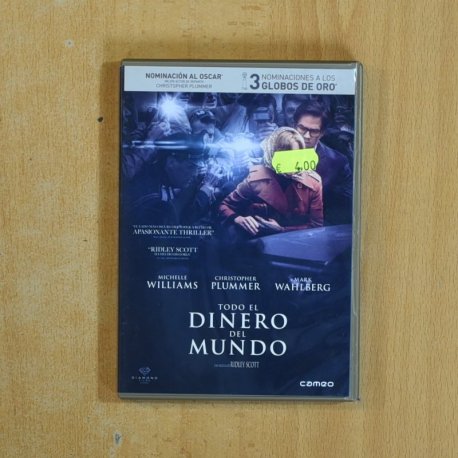 NOMINACIÓN AL OSCAR
CHRISTOPHER PLUMMER
3 NOMINACIONES A LOS
GLOBOS DE ORO
€ 4,00
APASIONANTE THRILLER"
RIDLEY SCOTT
MICHELLE
WILLIAMS
CHRISTOPHER
PLUMMER
MARK
WAHLBERG
TODO EL
DINERO
DEL
MUNDO
RIDLEY SCOTT
DIAMOND
cameo